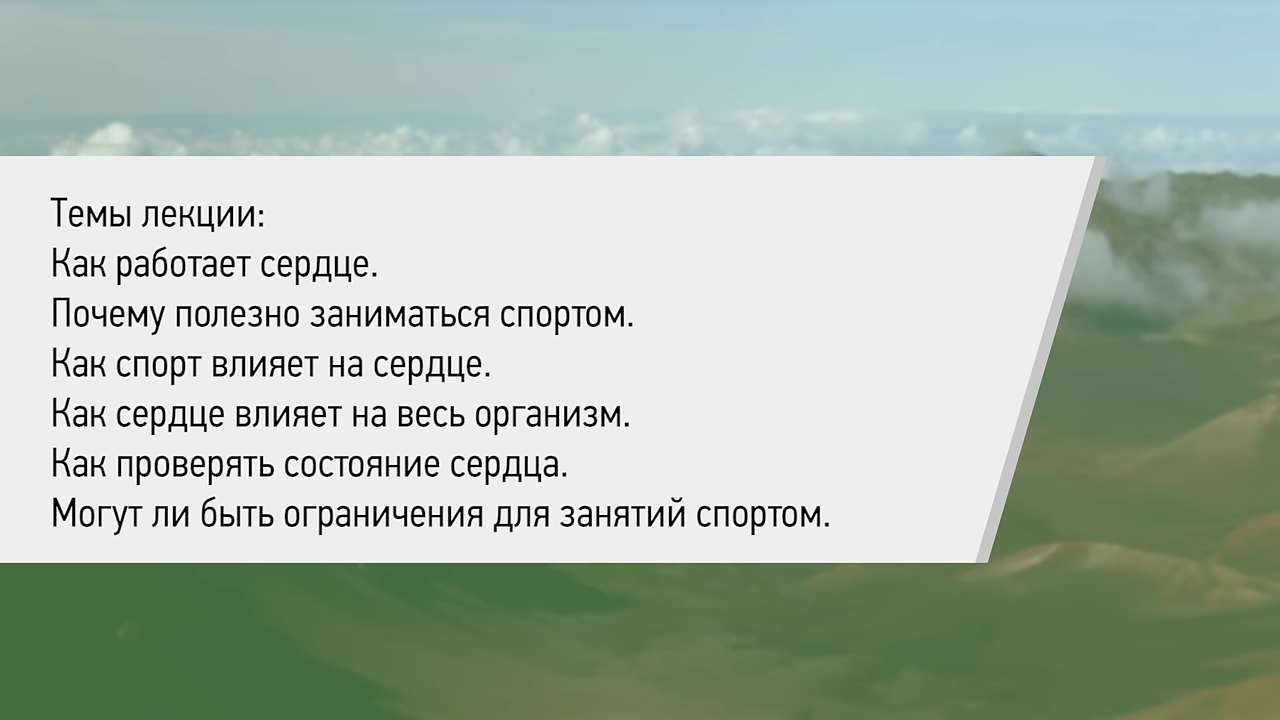 Темы лекции:
Как работает сердце.
Почему полезно заниматься спортом.
Как спорт влияет на сердце.
Как сердце влияет на весь организм.
Как проверять состояние сердца.
Могут ли быть ограничения для занятий спортом.